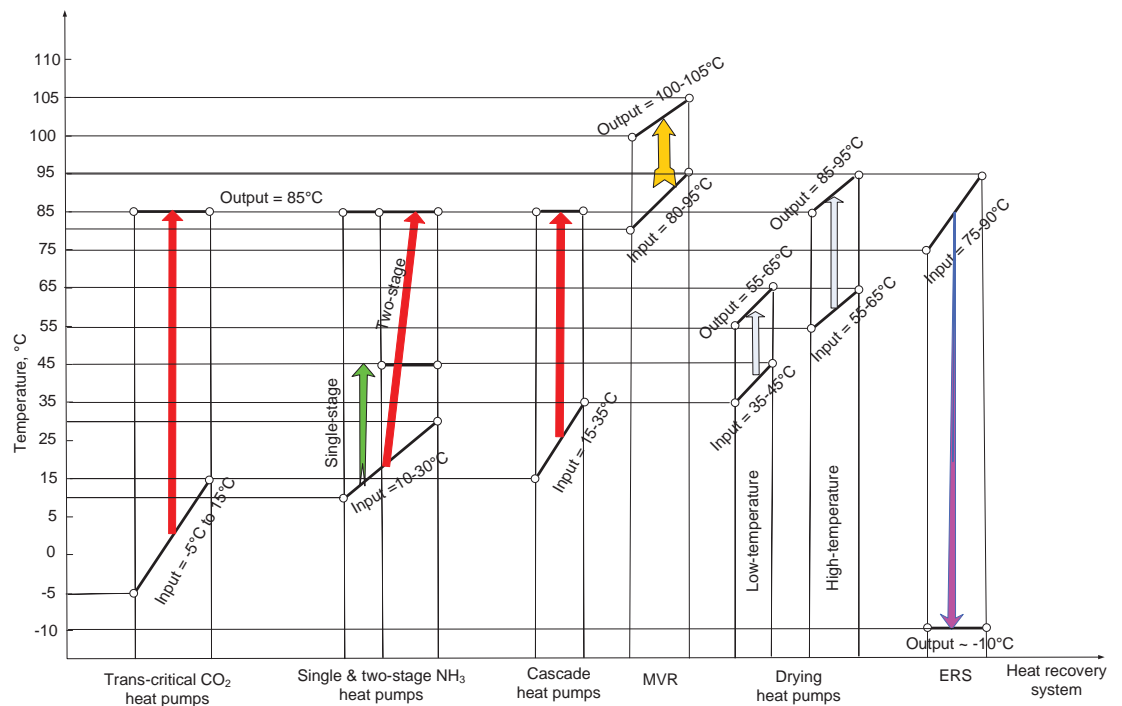 110
105
100
95
85
75
65
55
45
35
25
15
5
0
-5
-10
Temperature, °C
Output = 85°C
Input = -5°C to 15°C
Single-stage
Two-stage
Input =10-30°C
Input = 15-35°C
Output = 100-105°C
Input = 80-95°C
Output = 55-65°C
Input = 35-45°C
Low-temperature
Output = 85-95°C
Input = 55-65°C
High-temperature
Input = 75-90°C
Output ~ -10°C
Trans-critical CO₂
heat pumps
Single & two-stage NH₃
heat pumps
Cascade
heat pumps
MVR
Drying
heat pumps
ERS
Heat recovery
system